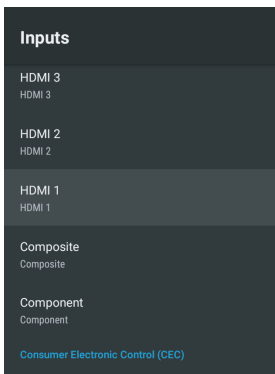 Inputs
HDMI 3
HDMI 3
HDMI 2
HDMI 2
HDMI 1
HDMI 1
Composite
Composite
Component
Component
Consumer Electronic Control (CEC)